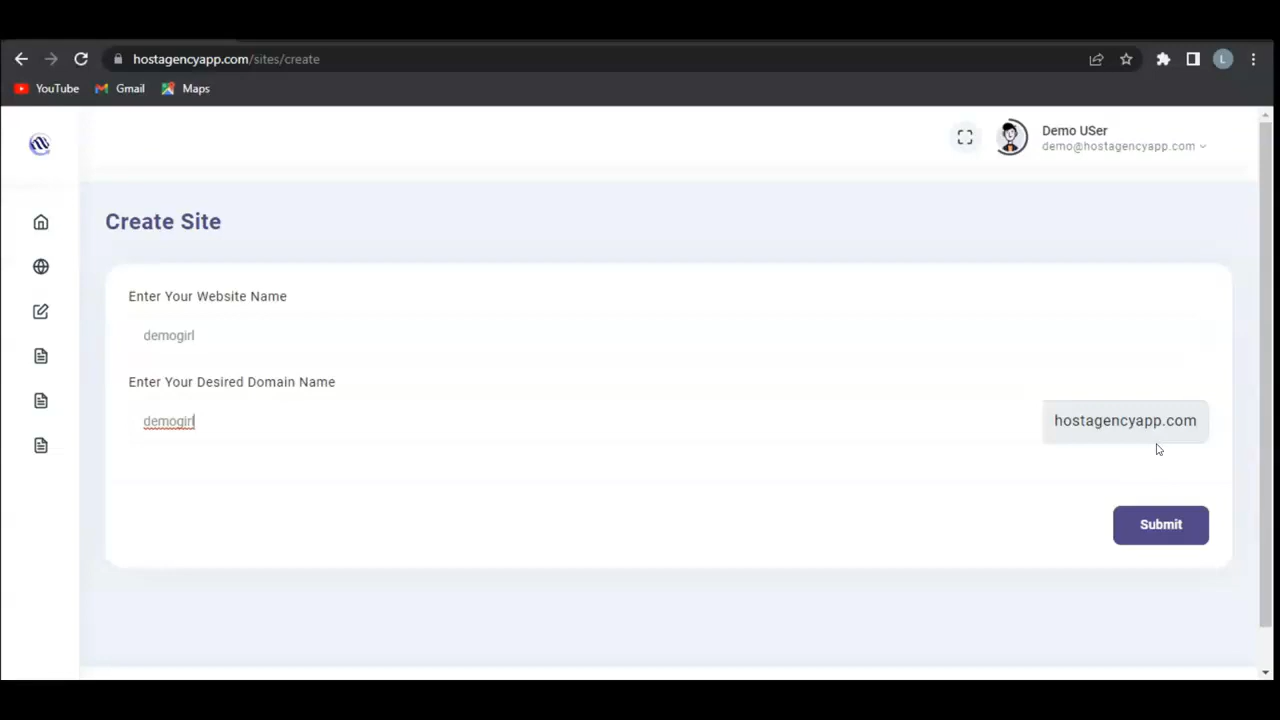 hostagencyapp.com/sites/create
YouTube Gmail Maps
L
Demo USer
demo@hostagencyapp.com
Create Site
Enter Your Website Name
demogirl
Enter Your Desired Domain Name
demogirl
hostagencyapp.com
Submit